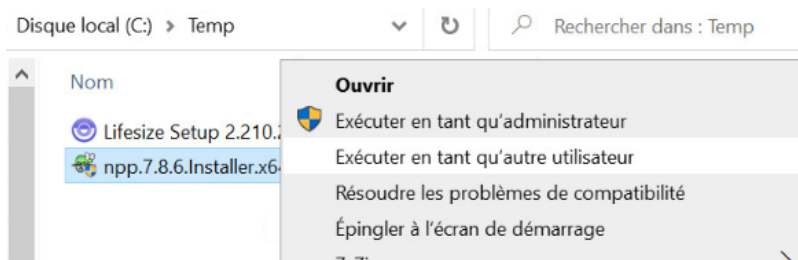 Disque local (C:) > Temp
Rechercher dans : Temp
Nom
Lifesize Setup 2.210.
npp.7.8.6.Installer.x64
Ouvrir
Exécuter en tant qu'administrateur
Exécuter en tant qu'autre utilisateur
Résoudre les problèmes de compatibilité
Épingler à l'écran de démarrage